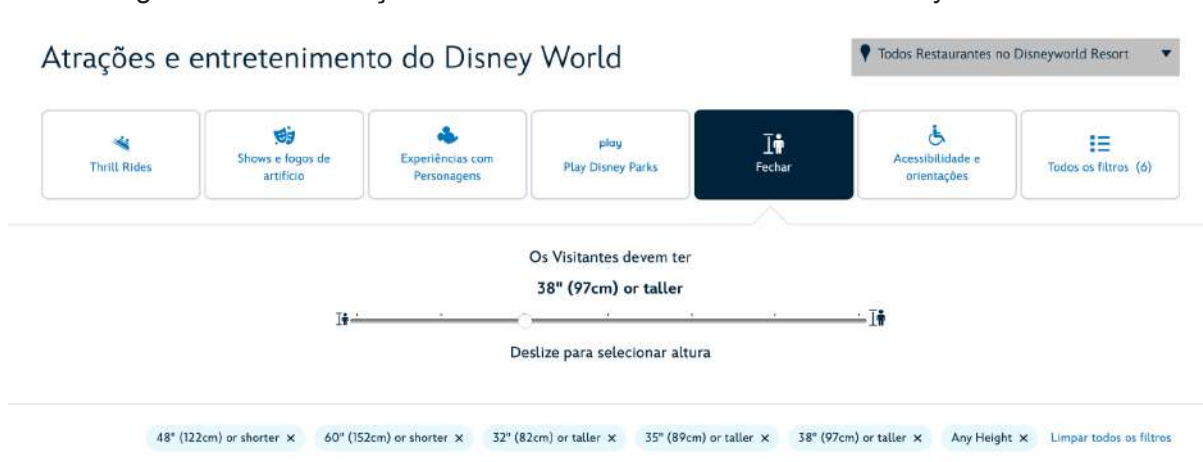 Atrações e entretenimento do Disney World
Todos Restaurantes no Disneyworld Resort
Thrill Rides
Shows e fogos de
artifício
Experiências com
Personagens
play
Play Disney Parks
Fechar
Acessibilidade e
orientações
Todos os filtros (6)
Os Visitantes devem ter
38" (97cm) or taller
Deslize para selecionar altura
48" (122cm) or shorter x
60" (152cm) or shorter x
32" (82cm) or taller x
35" (89cm) or taller x
38" (97cm) or taller x
Any Height x
Limpar todos os filtros